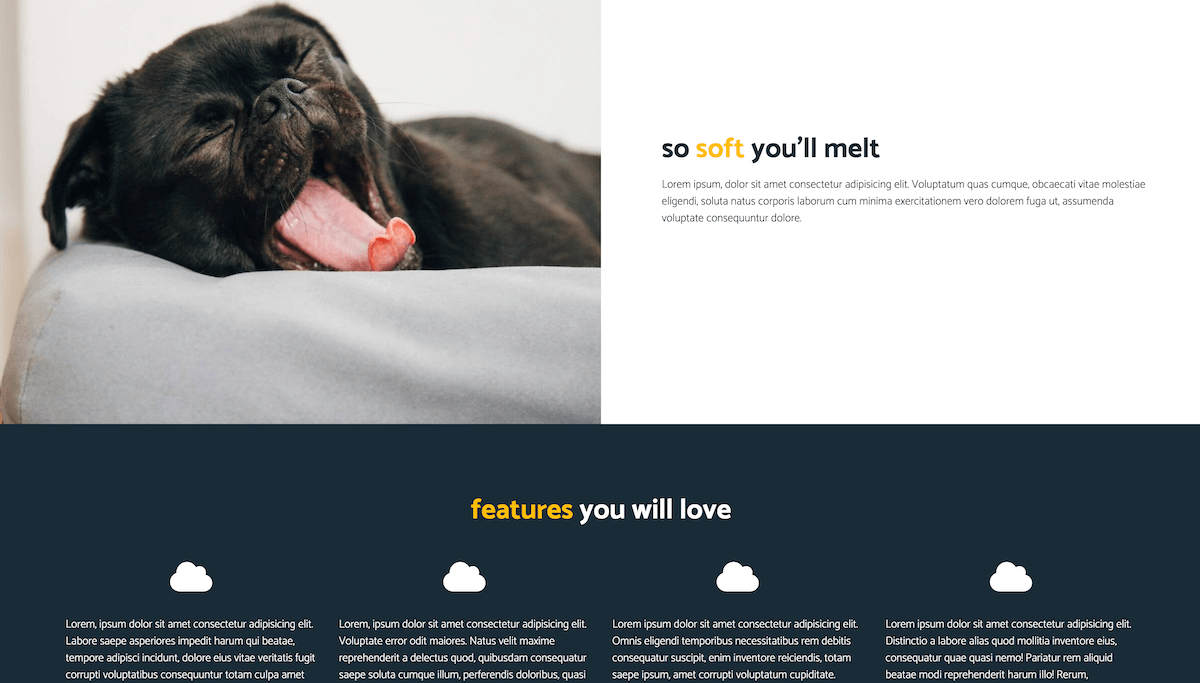 so soft you'll melt
Lorem ipsum, dolor sit amet consectetur adipisicing elit. Voluptatum quas cumque, obcaecati vitae molestiae
eligendi, soluta natus corporis laborum cum minima exercitationem vero dolorem fuga ut, assumenda
voluptate consequuntur dolore.
features you will love
Lorem, ipsum dolor sit amet consectetur adipisicing elit.
Labore saepe asperiores impedit harum qui beatae,
tempore adipisci incidunt, dolore eius vitae veritatis fugit
corrupti voluptatibus consequuntur totam culpa amet
Lorem, ipsum dolor sit amet consectetur adipisicing elit.
Voluptate error odit maiores. Natus velit maxime
reprehenderit a delectus quod, quibusdam consequatur
saepe soluta cumque illum, perferendis doloribus, quasi
Lorem ipsum dolor sit amet consectetur adipisicing elit.
Omnis eligendi temporibus necessitatibus rem debitis
consequatur suscipit, enim inventore reiciendis, totam
saepe ipsum, amet corrupti voluptatum cupiditate.
Lorem ipsum dolor sit amet consectetur adipisicing elit.
Distinctio a labore alias quod mollitia inventore eius,
consequatur quae quasi nemo! Pariatur rem aliquid
beatae modi reprehenderit harum illo! Rerum,